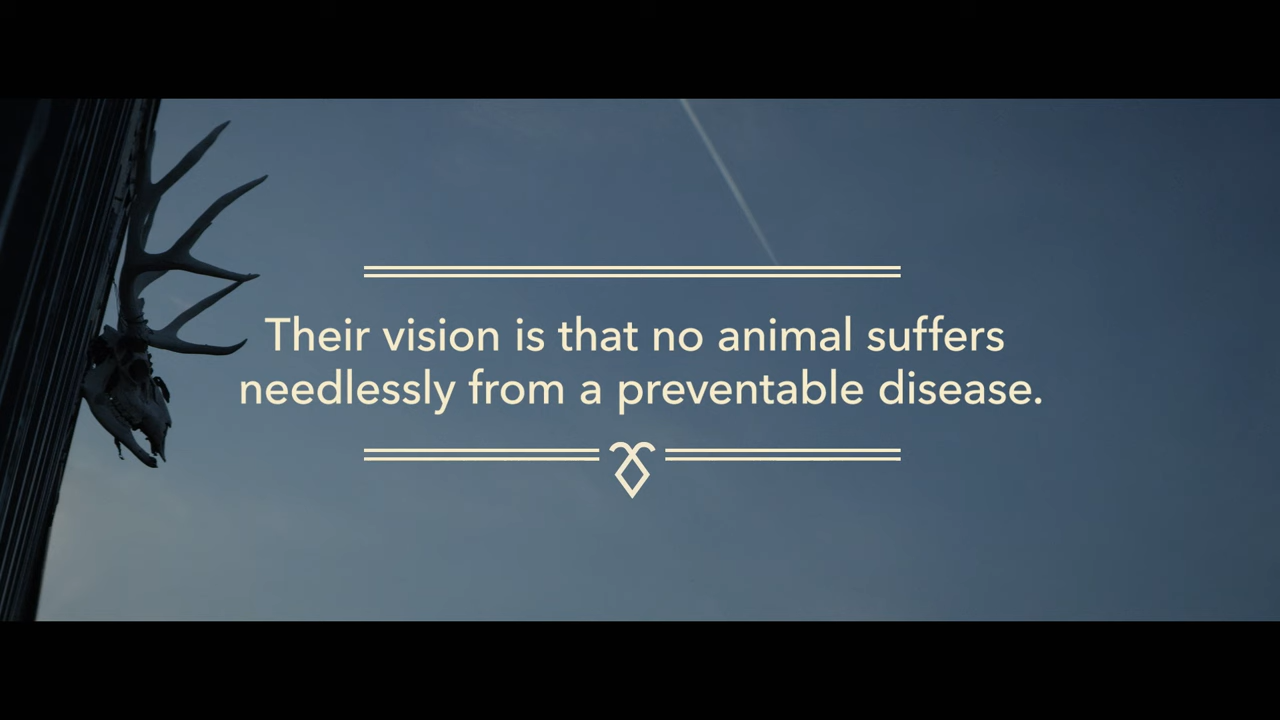 Their vision is that no animal suffers
needlessly from a preventable disease.